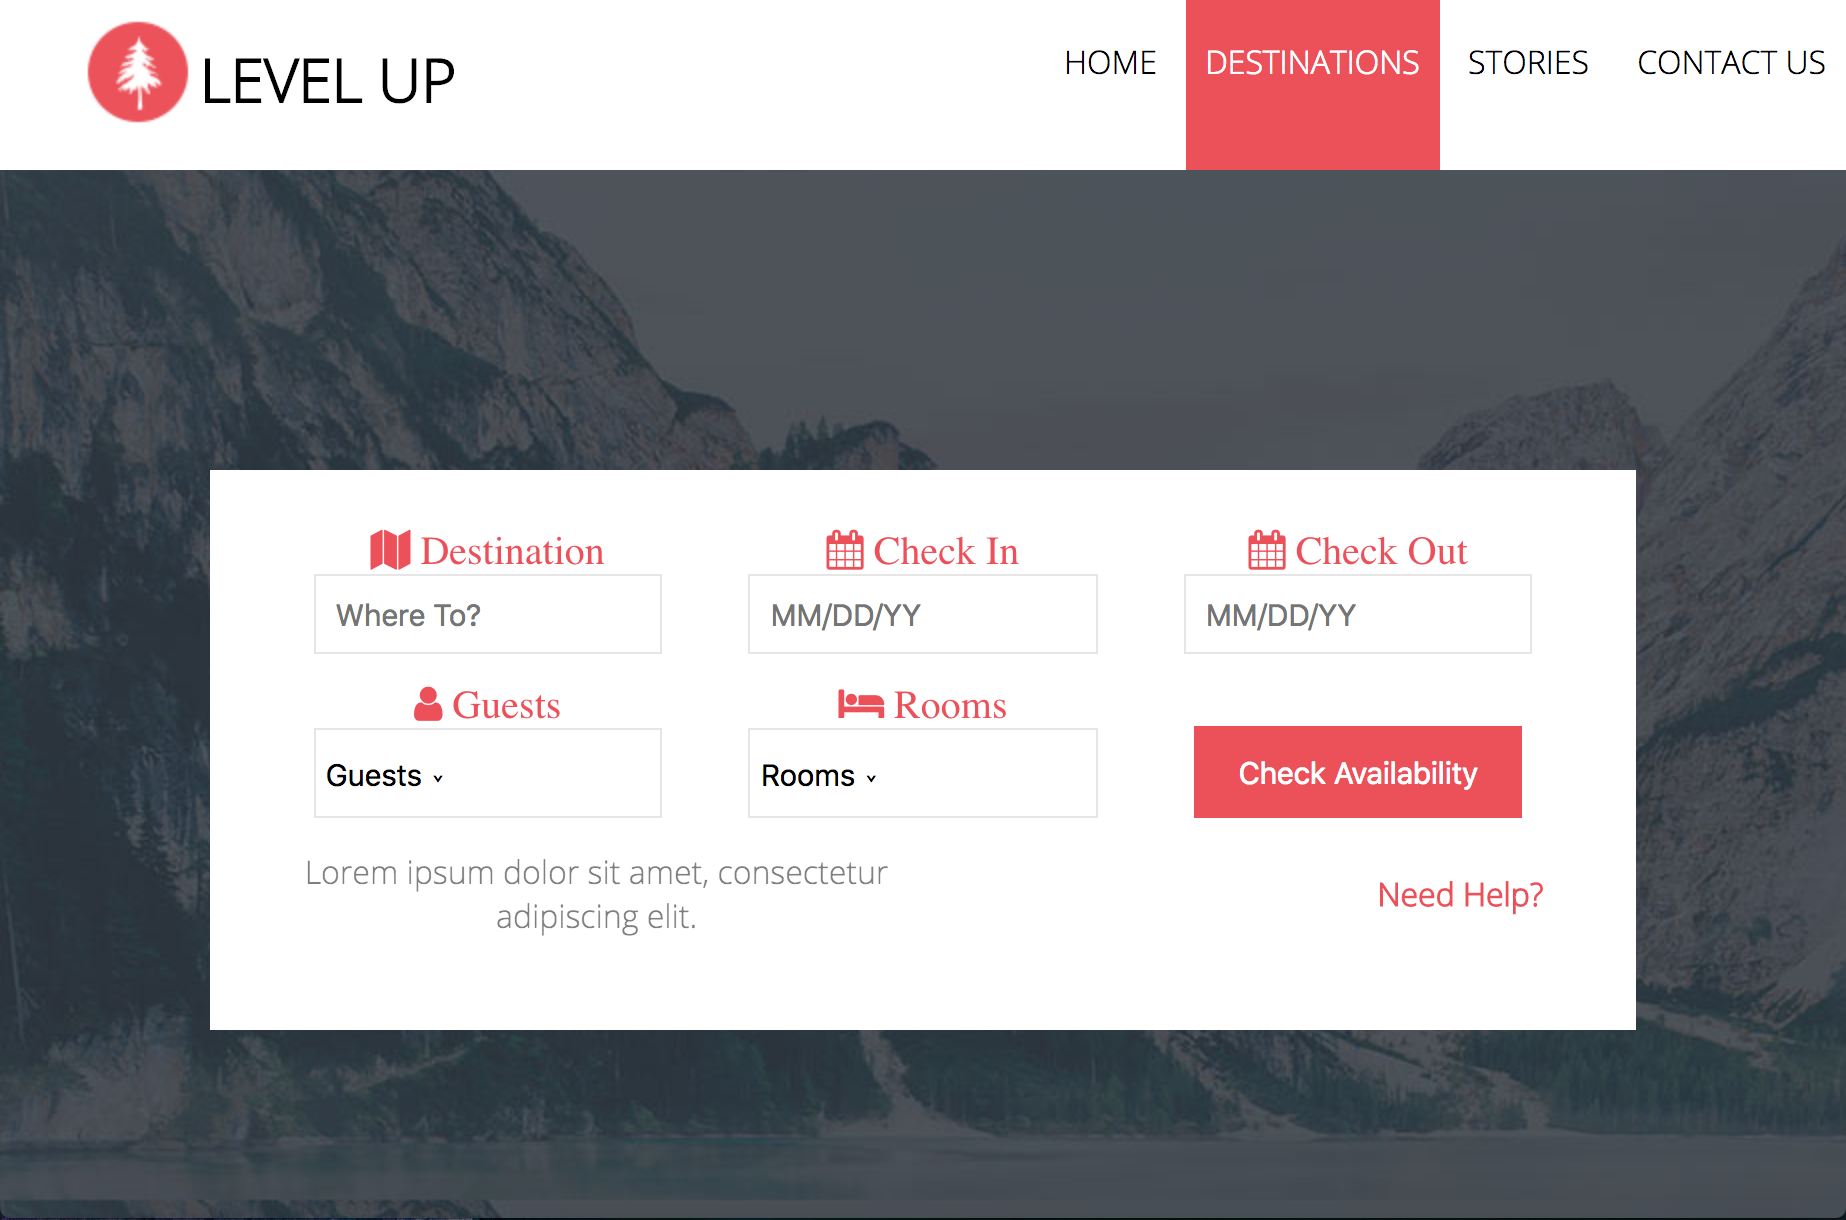 LEVEL UP
HOME DESTINATIONS STORIES CONTACT US
Destination Check In Check Out
Where To? MM/DD/YY MM/DD/YY
Guests Rooms
Guests Rooms Check Availability
Lorem ipsum dolor sit amet, consectetur
adipiscing elit.
Need Help?